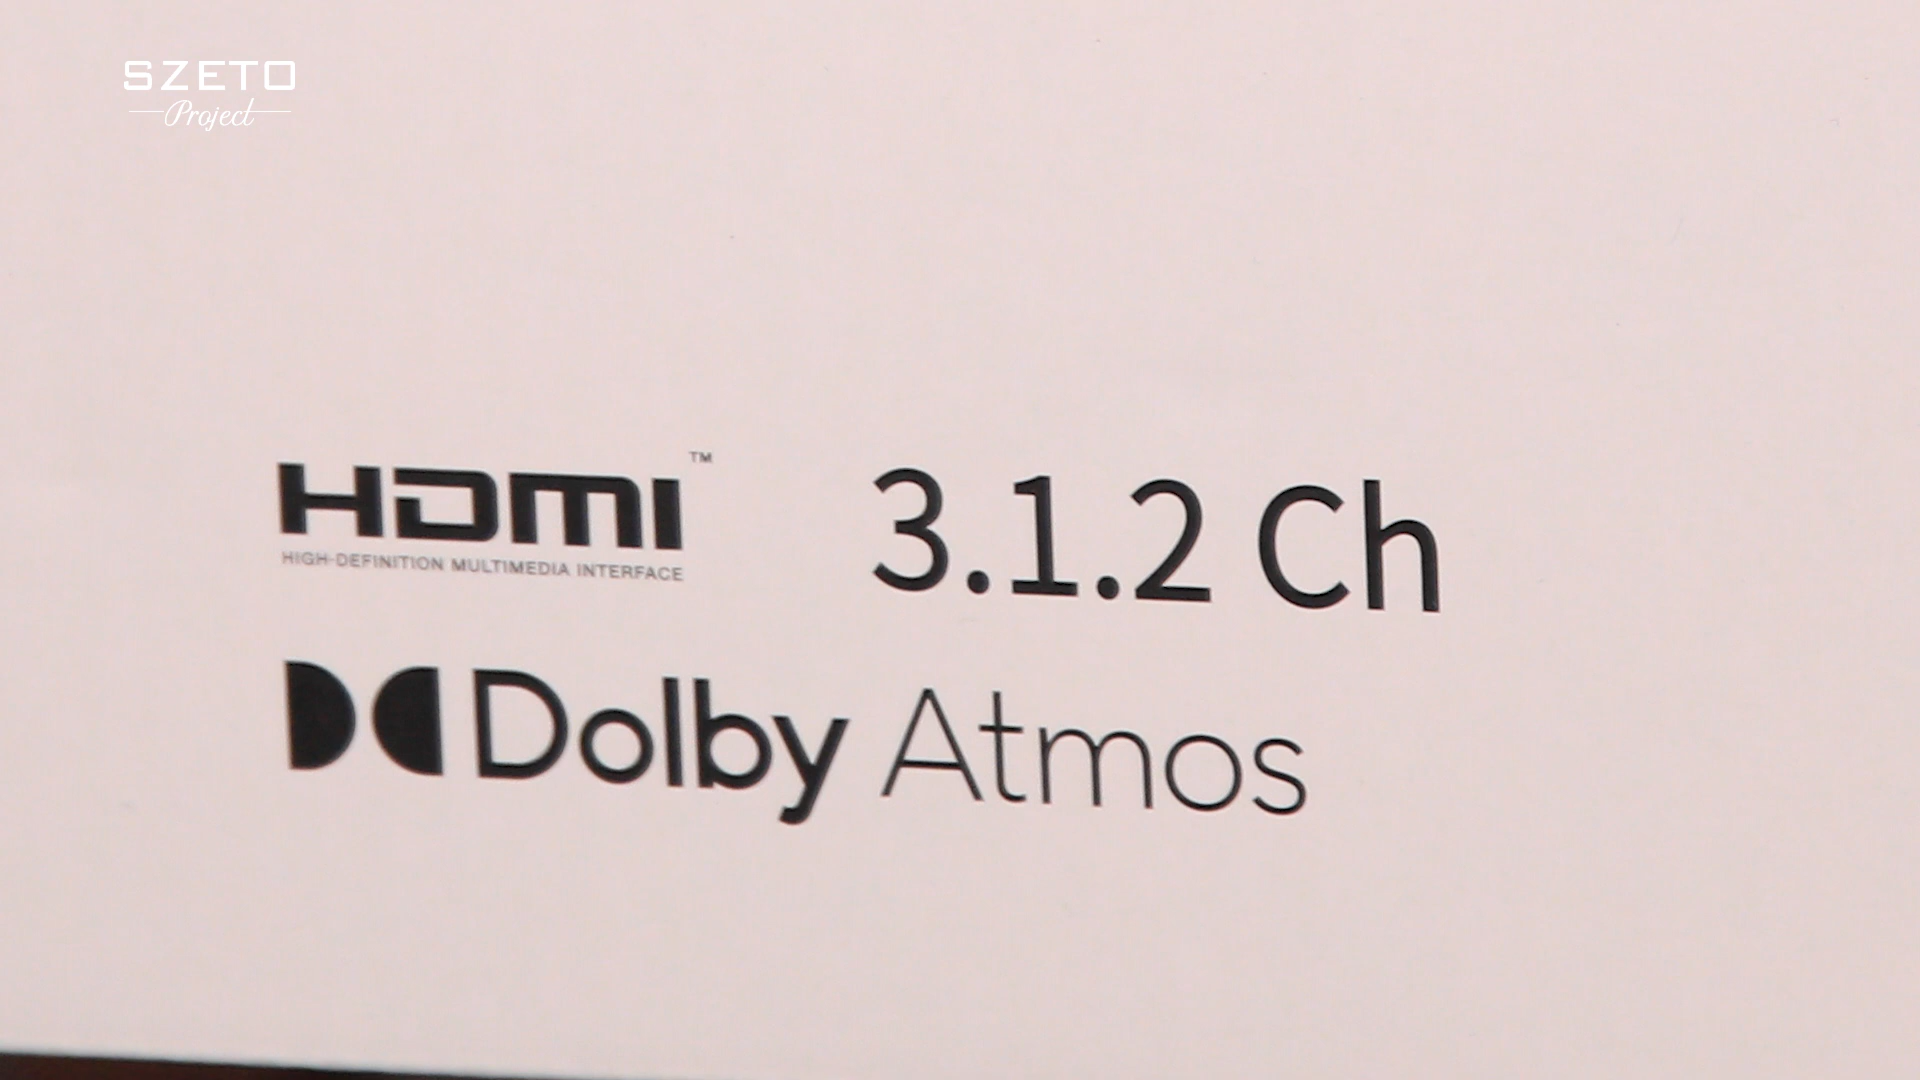 SZETO
Project
HDMI™
HIGH-DEFINITION MULTIMEDIA INTERFACE
3.1.2 Ch
Dolby Atmos